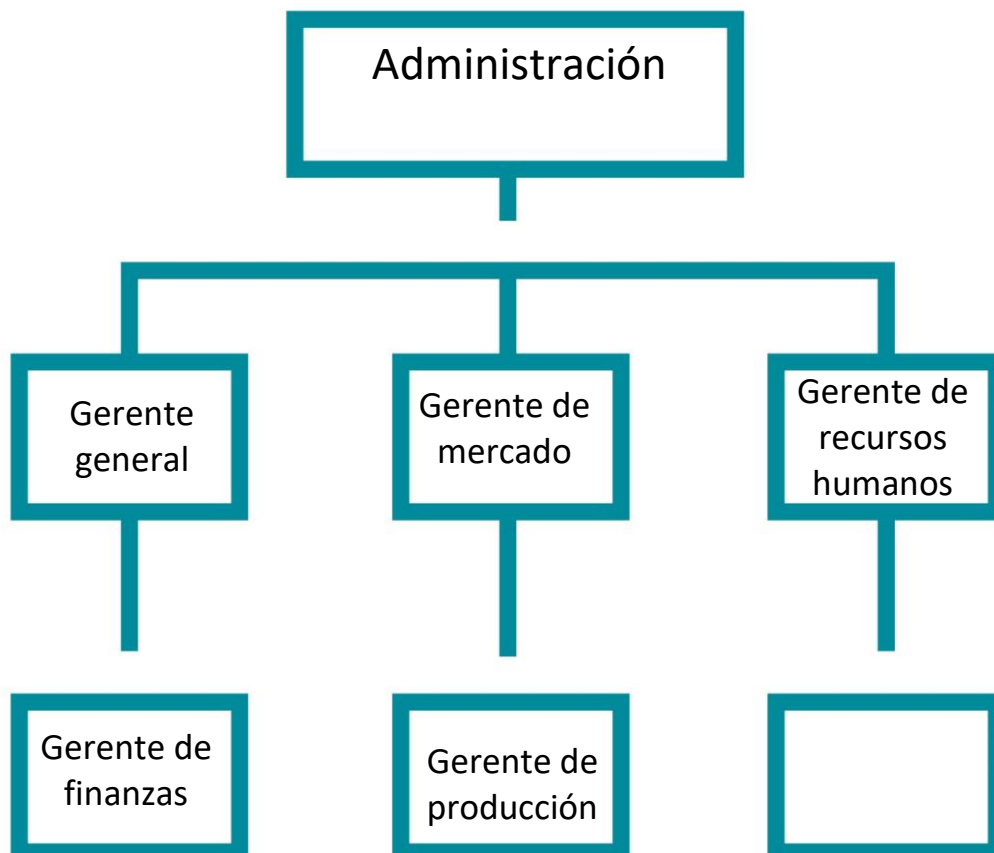 Administración
Gerente
general
Gerente de
mercado
Gerente de
recursos
humanos
Gerente de
finanzas
Gerente de
producción